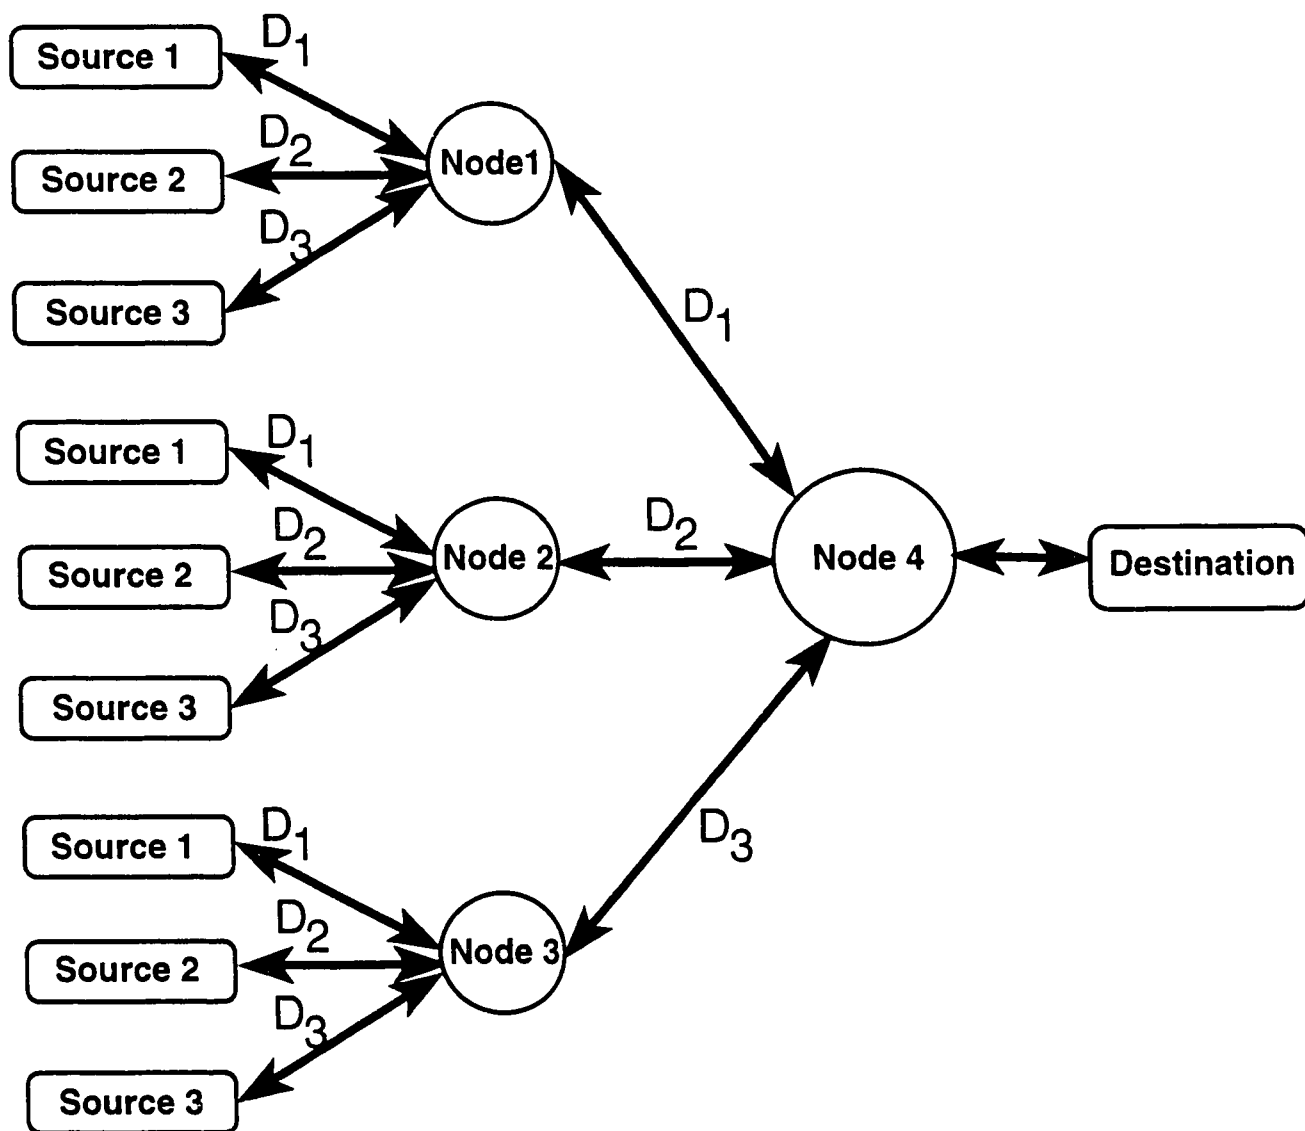 Source 1
D1
Source 2
D2
Source 3
D3
Node1
D1
Source 1
D1
Source 2
D2
Source 3
D3
Node 2
D2
Node 4
Destination
Source 1
D1
Source 2
D2
Source 3
D3
Node 3
D3